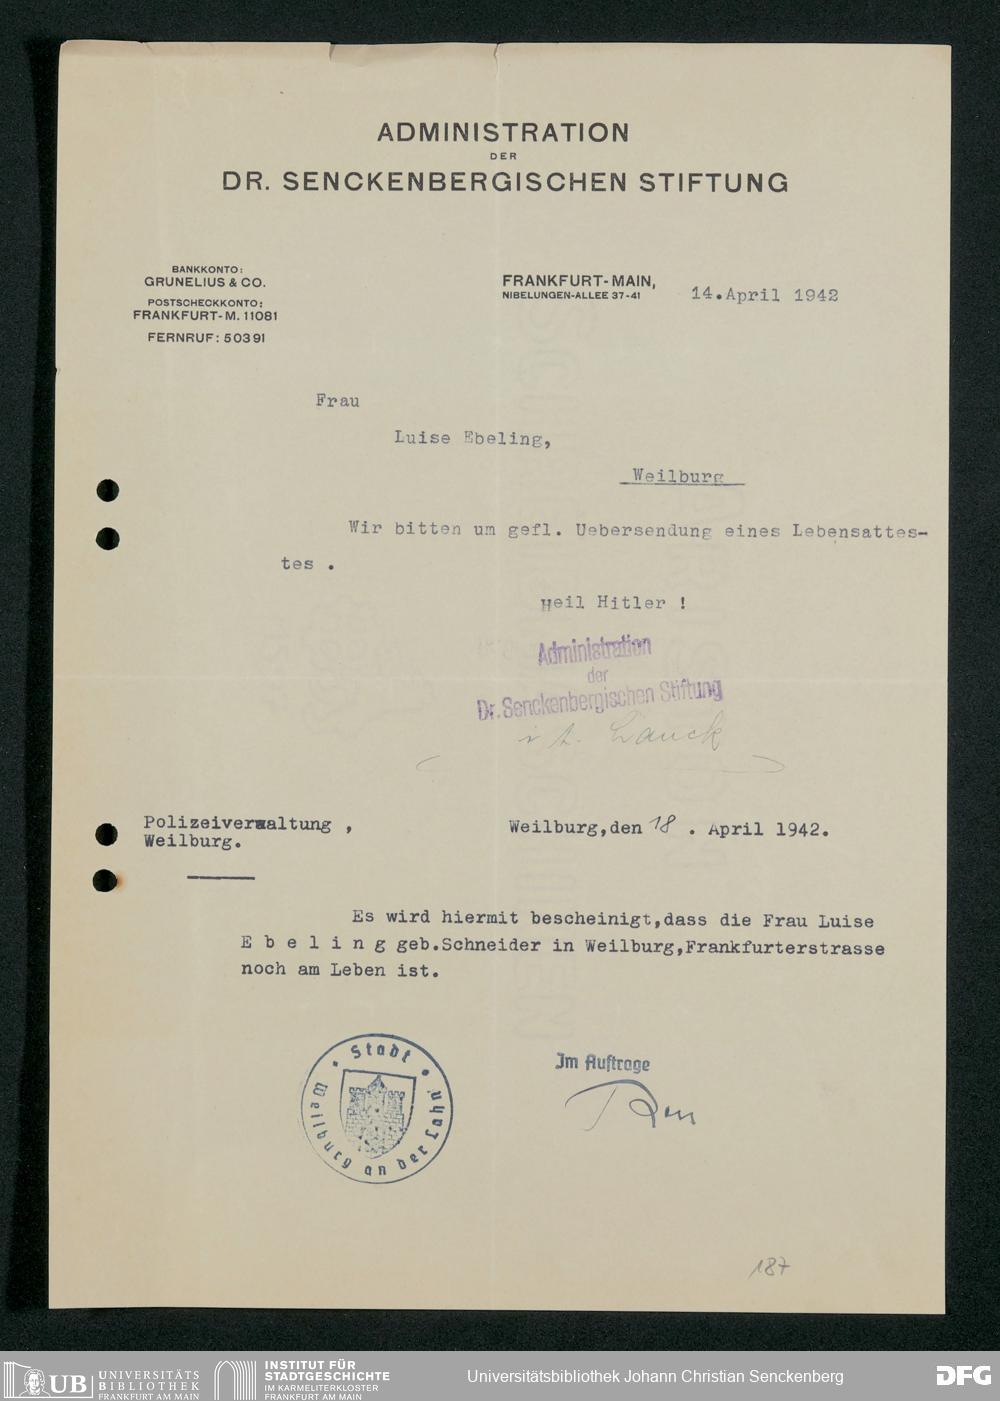 ADMINISTRATION
DER
DR. SENCKENBERGISCHEN STIFTUNG
BANKKONTO:
GRUNELIUS & CO.
POSTSCHECKKONTO:
FRANKFURT-M. 11081
FERNRUF: 50391
FRANKFURT-MAIN,
NIBELUNGEN-ALLEE 37-41
14.April 1942
Frau
Luise Ebeling,
Weilburg
Wir bitten um gefl. Uebersendung eines Lebensattes-
tes .
Heil Hitler !
Administration
der
Dr. Senckenbergischen Stiftung
Polizeiverwaltung ,
Weilburg.
Weilburg,den 18 . April 1942.
Es wird hiermit bescheinigt,dass die Frau Luise
E b e l i n g geb.Schneider in Weilburg,Frankfurterstrasse
noch am Leben ist.
Stadt
Weilburg an der Lahn
Im Auftrage
187
UB UNIVERSITÄTS
BIBLIOTHEK
FRANKFURT AM MAIN
INSTITUT FÜR
STADTGESCHICHTE
IM KARMELITERKLOSTER
FRANKFURT AM MAIN
Universitätsbibliothek Johann Christian Senckenberg
DFG